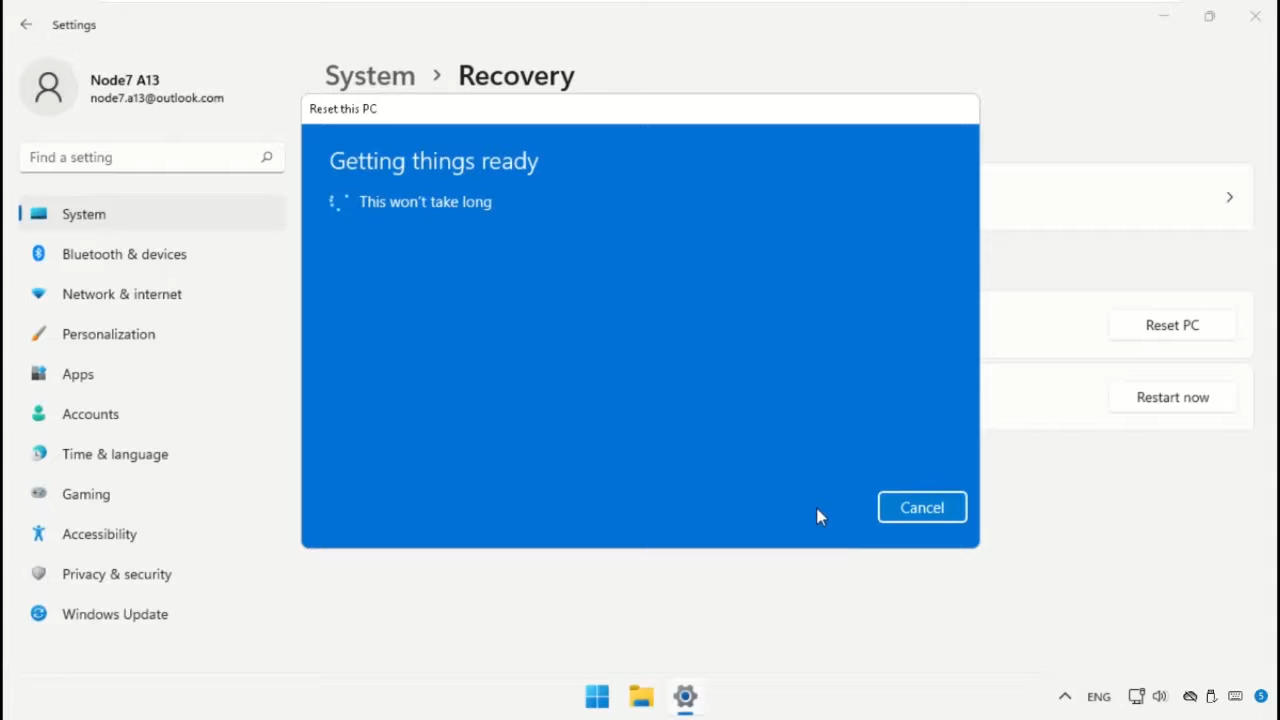 Settings
Node7 A13
node7.a13@outlook.com
Find a setting
System
Bluetooth & devices
Network & internet
Personalization
Apps
Accounts
Time & language
Gaming
Accessibility
Privacy & security
Windows Update
System › Recovery
Reset this PC
Getting things ready
This won't take long
Cancel
Reset PC
Restart now
ENG
5